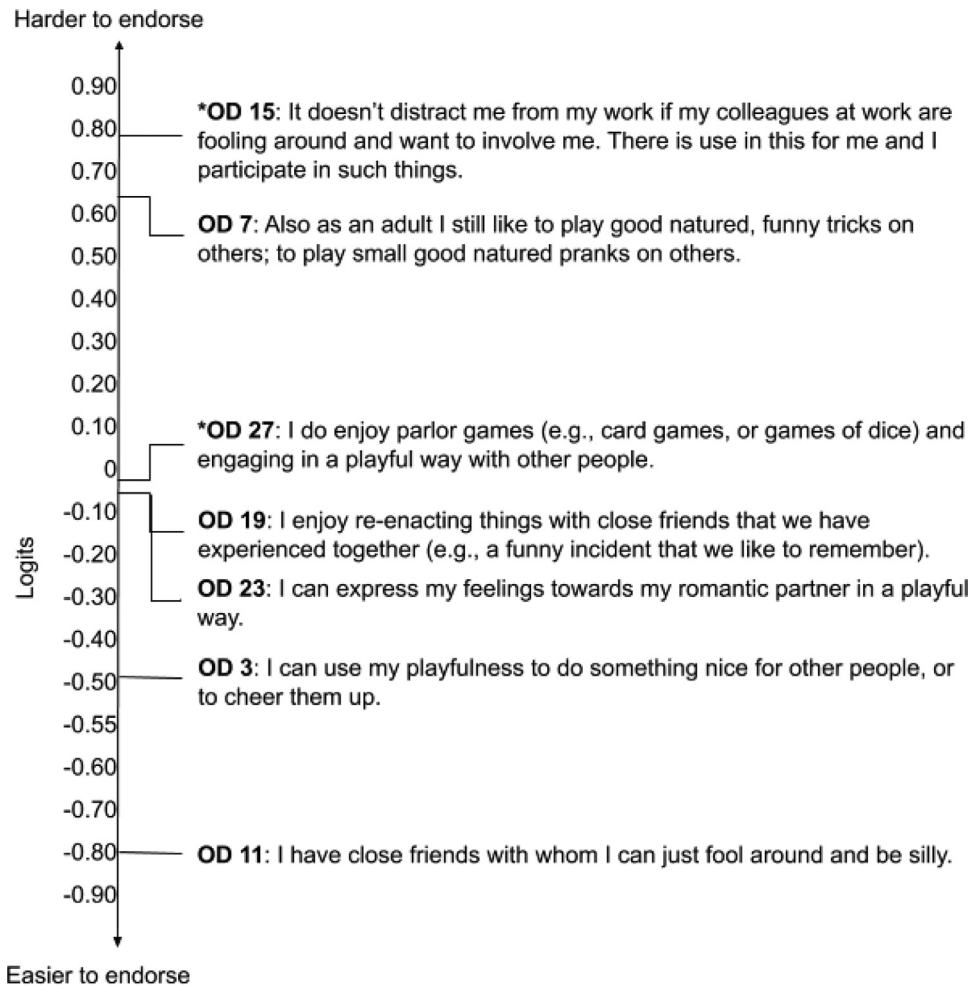 Harder to endorse
0.90
*OD 15: It doesn't distract me from my work if my colleagues at work are
0.80
fooling around and want to involve me. There is use in this for me and I
0.70
participate in such things.
0.60
OD 7: Also as an adult I still like to play good natured, funny tricks on
0.50
others; to play small good natured pranks on others.
0.40
0.30
0.20
0.10
*OD 27: I do enjoy parlor games (e.g., card games, or games of dice) and
0
engaging in a playful way with other people.
-0.10
OD 19: I enjoy re-enacting things with close friends that we have
-0.20
experienced together (e.g., a funny incident that we like to remember).
Logits
-0.30
OD 23: I can express my feelings towards my romantic partner in a playful
way.
-0.40
OD 3: I can use my playfulness to do something nice for other people, or
-0.50
to cheer them up.
-0.55
-0.60
-0.70
-0.80
OD 11: I have close friends with whom I can just fool around and be silly.
-0.90
Easier to endorse